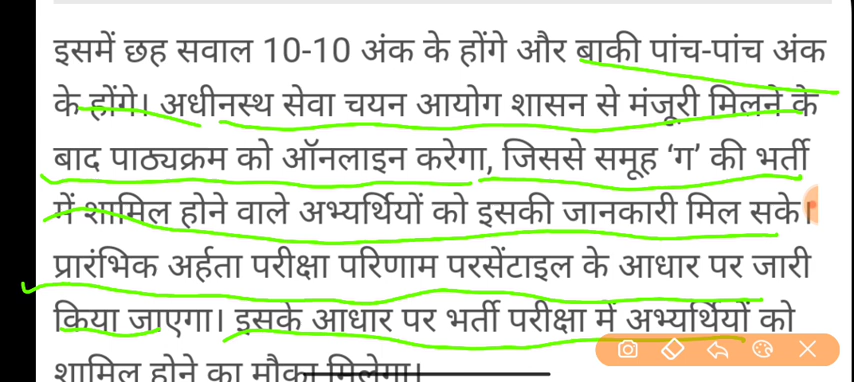 इसमें छह सवाल 10-10 अंक के होंगे और बाकी पांच-पांच अंक
के होंगे। अधीनस्थ सेवा चयन आयोग शासन से मंजूरी मिलने के
बाद पाठ्यक्रम को ऑनलाइन करेगा, जिससे समूह ‘ग’ की भर्ती
में शामिल होने वाले अभ्यर्थियों को इसकी जानकारी मिल सके।
प्रारंभिक अर्हता परीक्षा परिणाम परसेंटाइल के आधार पर जारी
किया जाएगा। इसके आधार पर भर्ती परीक्षा में अभ्यर्थियों को
शामिल होने का मौका मिलेगा।